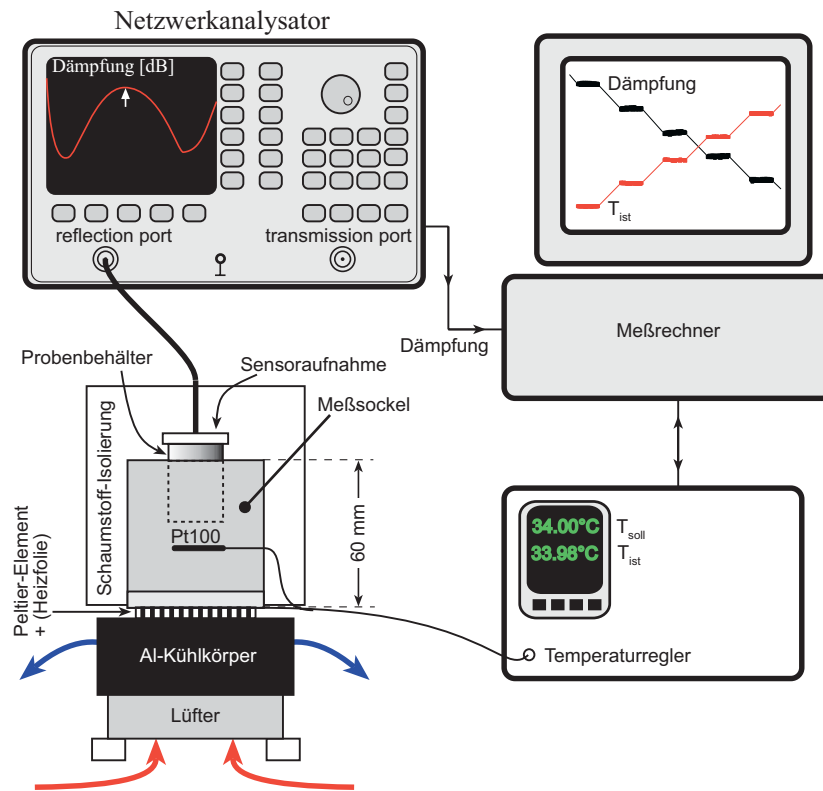 Netzwerkanalysator
Dämpfung [dB]
reflection port
transmission port
Dämpfung
T_ist
Dämpfung
Meßrechner
Probenbehälter
Sensoraufnahme
Meßsockel
Schaumstoff-Isolierung
Pt100
60 mm
Peltier-Element
+ (Heizfolie)
34.00°C T_soll
33.98°C T_ist
Temperaturregler
Al-Kühlkörper
Lüfter